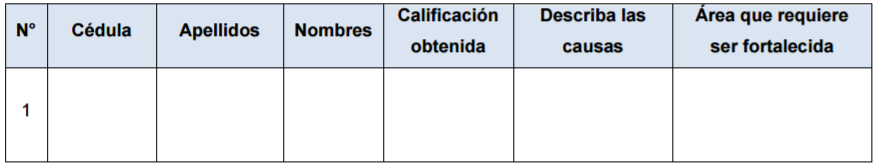 N° Cédula Apellidos Nombres Calificación obtenida Describa las causas Área que requiere ser fortalecida
1